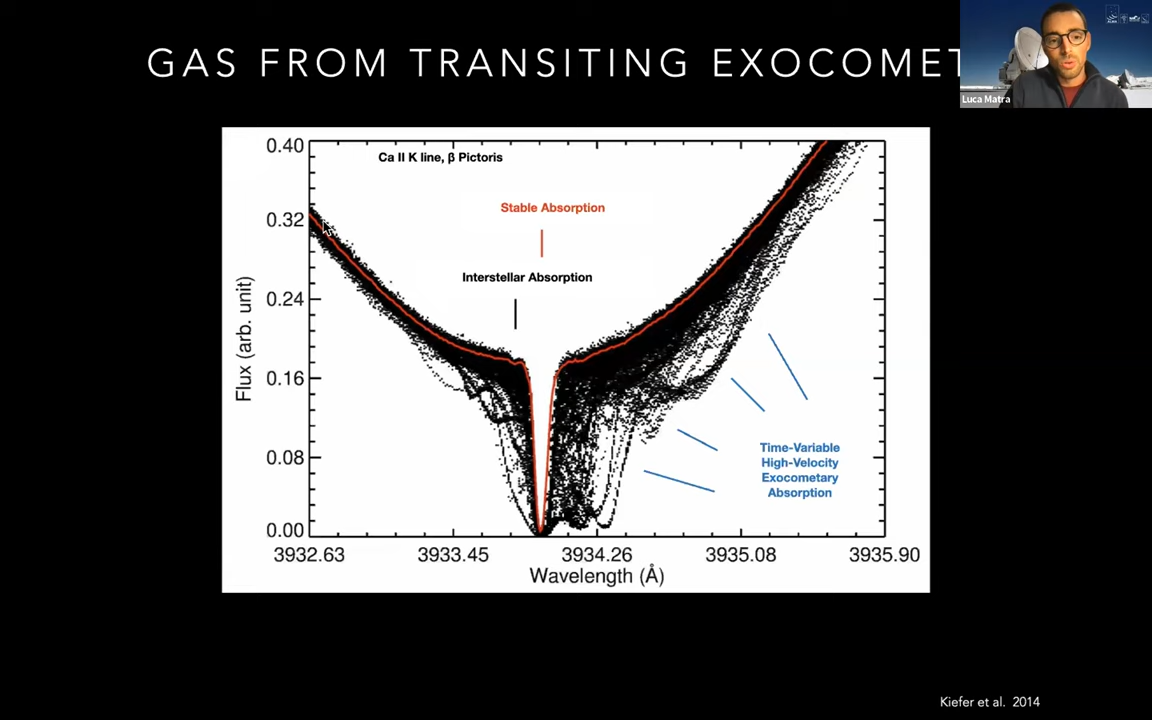 GAS FROM TRANSITING EXOCOMET
Luca Matra
Ca II K line, β Pictoris
Stable Absorption
Interstellar Absorption
Time-Variable
High-Velocity
Exocometary
Absorption
Flux (arb. unit)
0.40
0.32
0.24
0.16
0.08
0.00
3932.63 3933.45 3934.26 3935.08 3935.90
Wavelength (Å)
Kiefer et al. 2014